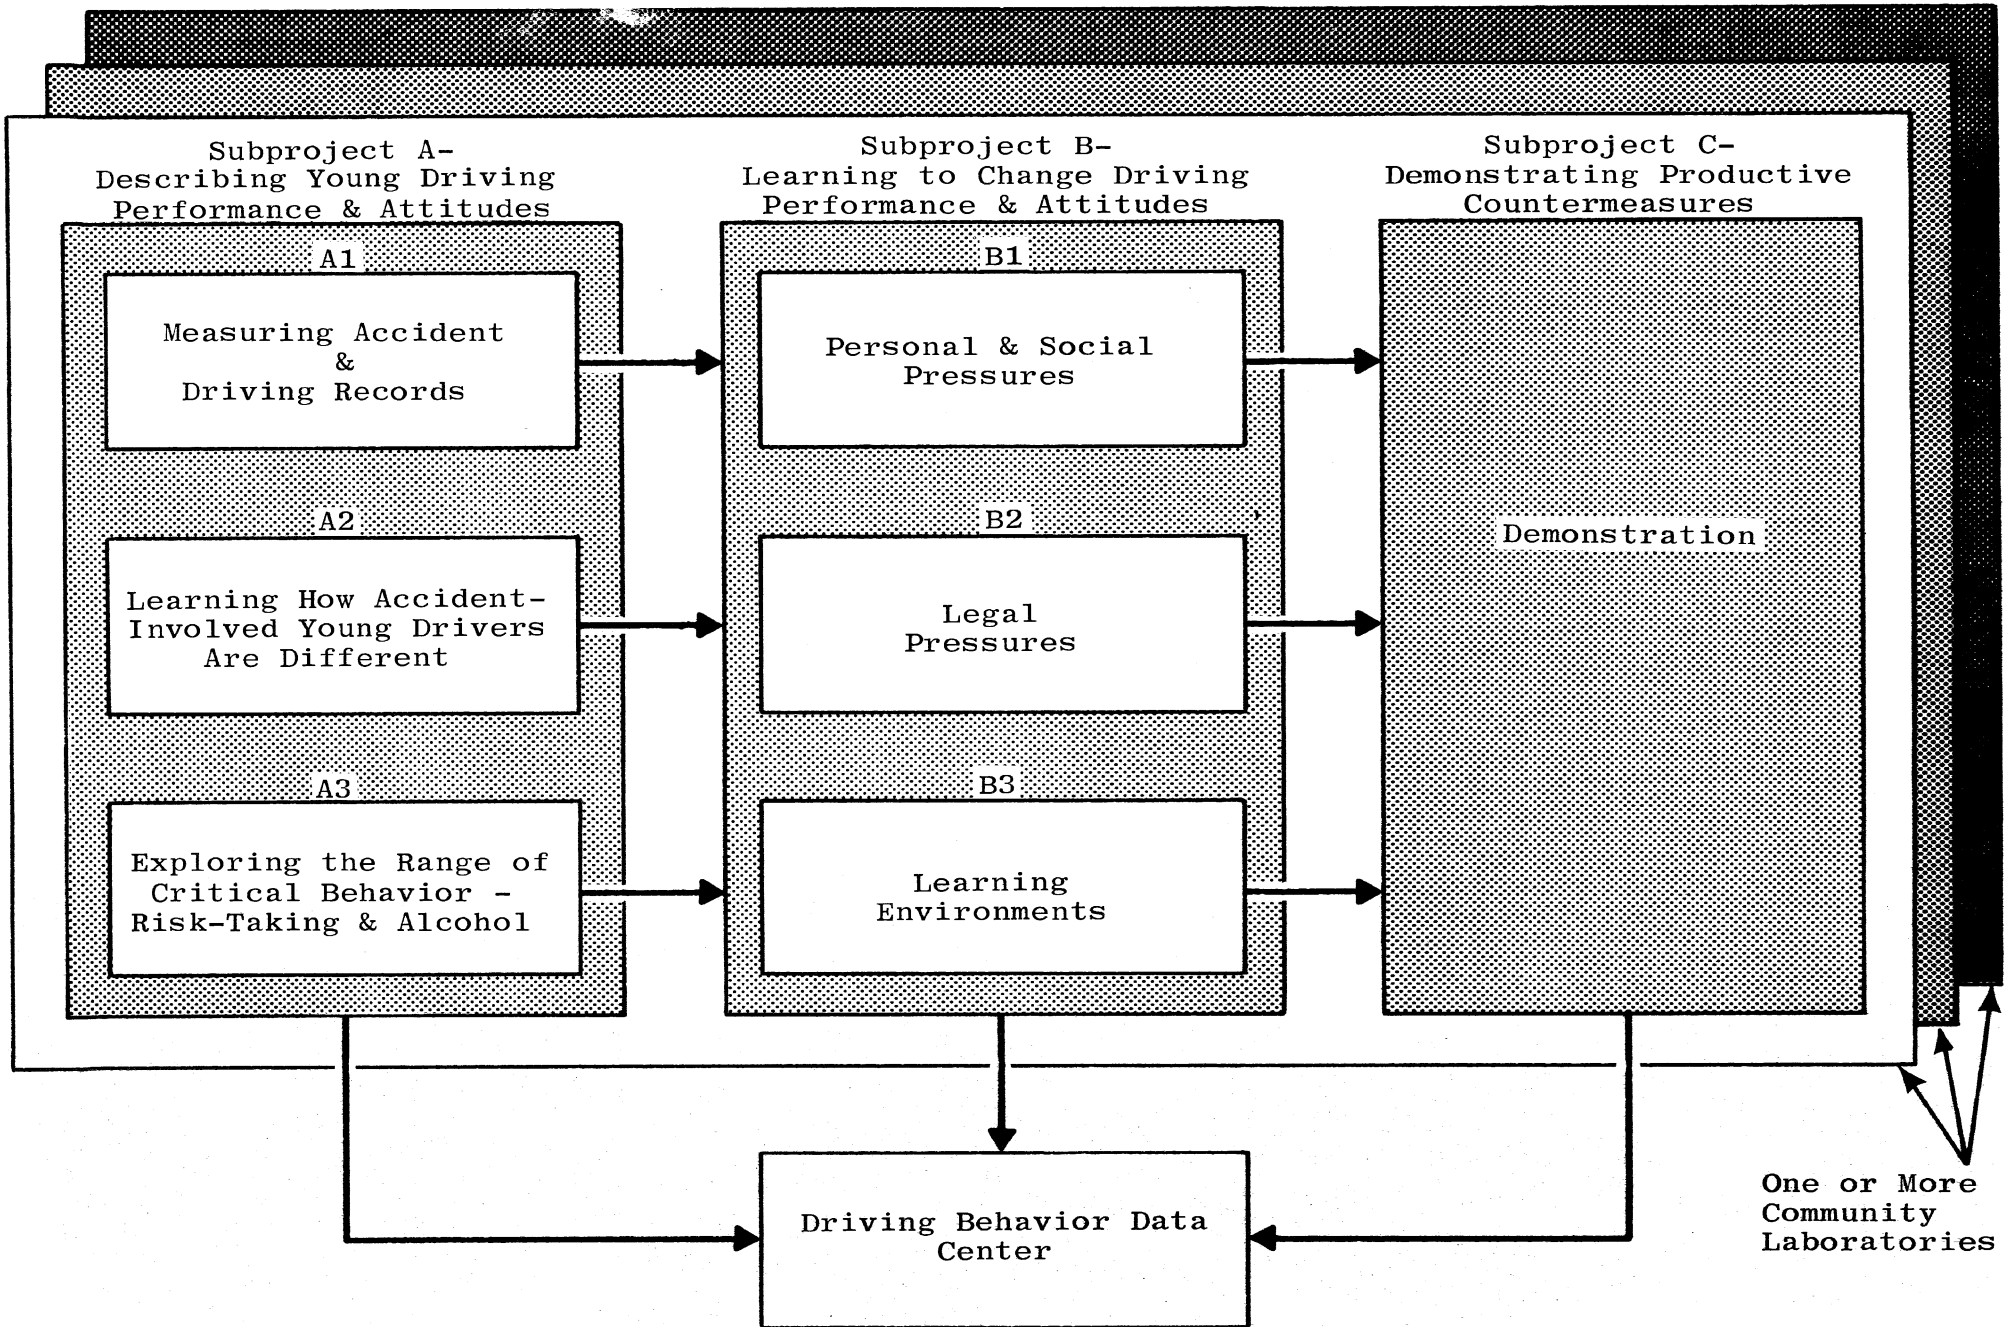 Subproject A-
Describing Young Driving
Performance & Attitudes
A1
Measuring Accident
&
Driving Records
A2
Learning How Accident-
Involved Young Drivers
Are Different
A3
Exploring the Range of
Critical Behavior -
Risk-Taking & Alcohol
Subproject B-
Learning to Change Driving
Performance & Attitudes
B1
Personal & Social
Pressures
B2
Legal
Pressures
B3
Learning
Environments
Subproject C-
Demonstrating Productive
Countermeasures
Demonstration
Driving Behavior Data
Center
One or More
Community
Laboratories